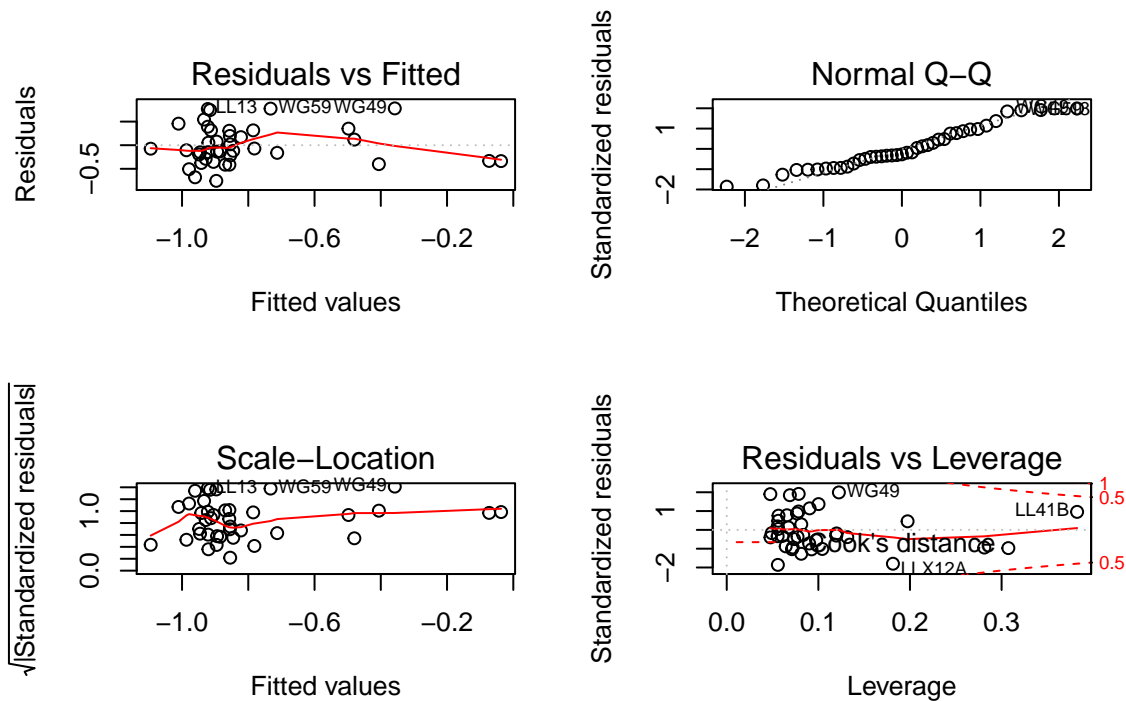 Residuals vs Fitted
Residuals
−0.5
LL13
WG59
WG49
−1.0
−0.6
−0.2
Fitted values
Normal Q−Q
Standardized residuals
−2
1
−2
−1
0
1
2
Theoretical Quantiles
Scale−Location
√|Standardized residuals|
0.0
1.0
LL13
WG59
WG49
−1.0
−0.6
−0.2
Fitted values
Residuals vs Leverage
Standardized residuals
−2
1
WG49
LL41B
LLX12A
ook's distance
1
0.5
0.5
0.0
0.1
0.2
0.3
Leverage